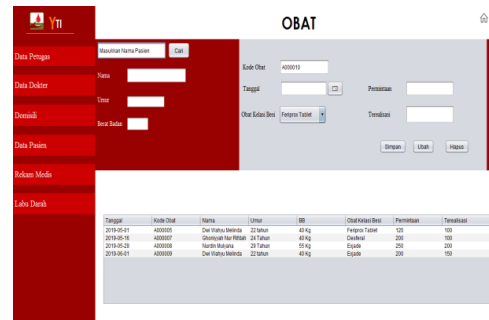 YTI
OBAT
Data Petugas
Data Dokter
Domisili
Data Pasien
Rekam Medis
Labu Darah
Masukkan Nama Pasien
Cari
Nama
Umur
Berat Badan
Kode Obat A000010
Tanggal
Obat Kelasi Besi Feriprox Tablet
Permintaan
Terealisasi
Simpan Ubah Hapus
Tanggal Kode Obat Nama Umur BB Obat Kelasi Besi Permintaan Terealisasi
2019-05-01 A000005 Dwi Wahyu Melinda 22 tahun 40 Kg Feriprox Tablet 120 100
2019-05-16 A000007 Ghoniyyah Nur Rifdah 24 Tahun 40 Kg Desferal 200 100
2019-05-29 A000008 Nurdin Mulyana 29 Tahun 55 Kg Exjade 250 200
2019-06-01 A000009 Dwi Wahyu Melinda 22 tahun 40 Kg Exjade 200 150